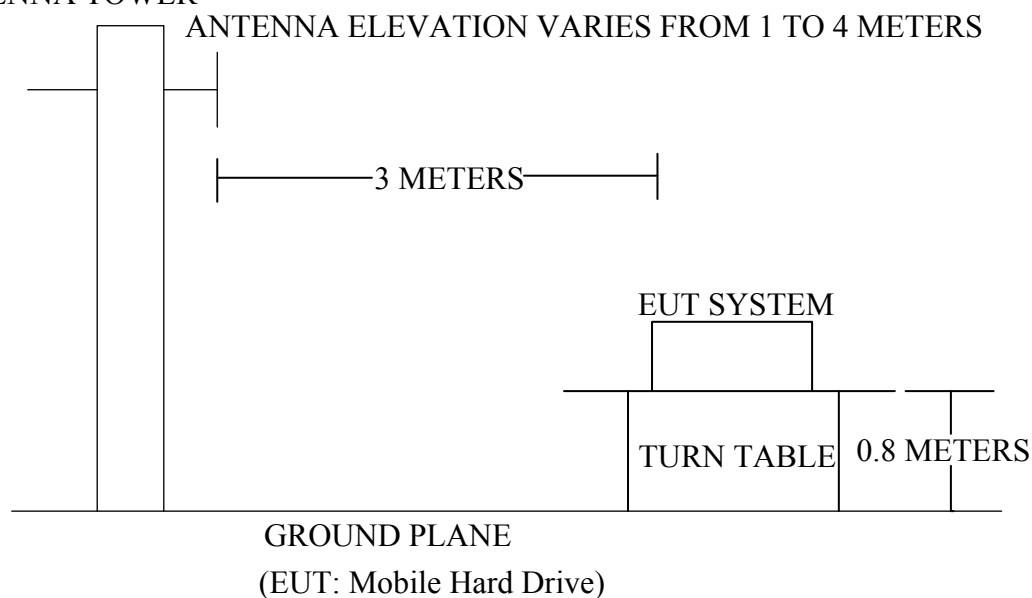 TOWER
ANTENNA ELEVATION VARIES FROM 1 TO 4 METERS
3 METERS
EUT SYSTEM
TURN TABLE
0.8 METERS
GROUND PLANE
(EUT: Mobile Hard Drive)